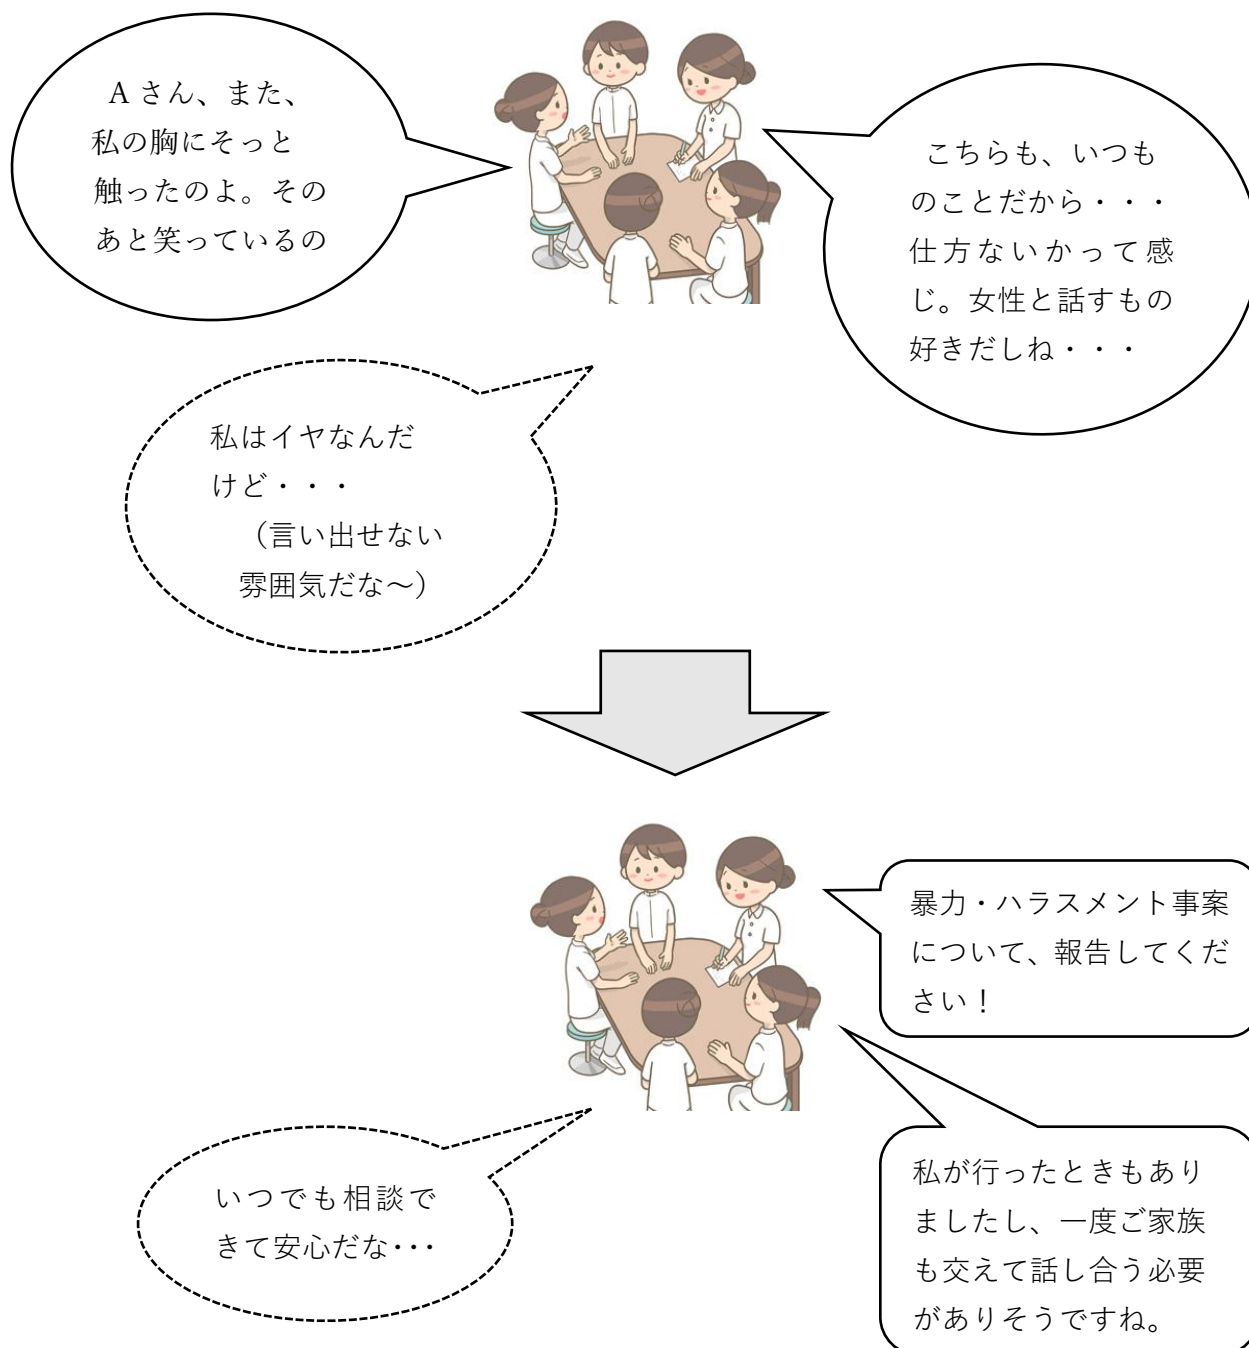 Aさん、また、
私の胸にそっと
触ったのよ。その
あと笑っているの
こちらも、いつも
のことだから・・・
仕方ないかって感
じ。女性と話すもの
好きだしね・・・
私はイヤなんだ
けど・・・
(言い出せない
雰囲気だな～)
暴力・ハラスメント事案
について、報告してくだ
さい！
いつでも相談で
きて安心だな・・・
私が行ったときもあり
ましたし、一度ご家族
も交えて話し合う必要
がありそうですね。